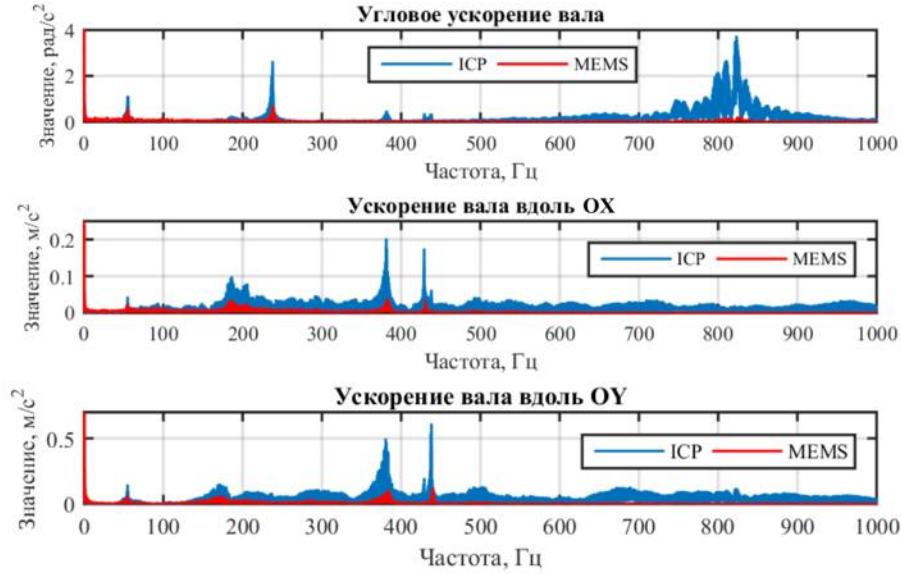 Угловое ускорение вала
Значение, рад/с²
4
2
0
ICP MEMS
0 100 200 300 400 500 600 700 800 900 1000
Частота, Гц
Ускорение вала вдоль OX
Значение, м/с²
0.2
0.1
0
ICP MEMS
0 100 200 300 400 500 600 700 800 900 1000
Частота, Гц
Ускорение вала вдоль OY
Значение, м/с²
0.5
0
ICP MEMS
0 100 200 300 400 500 600 700 800 900 1000
Частота, Гц